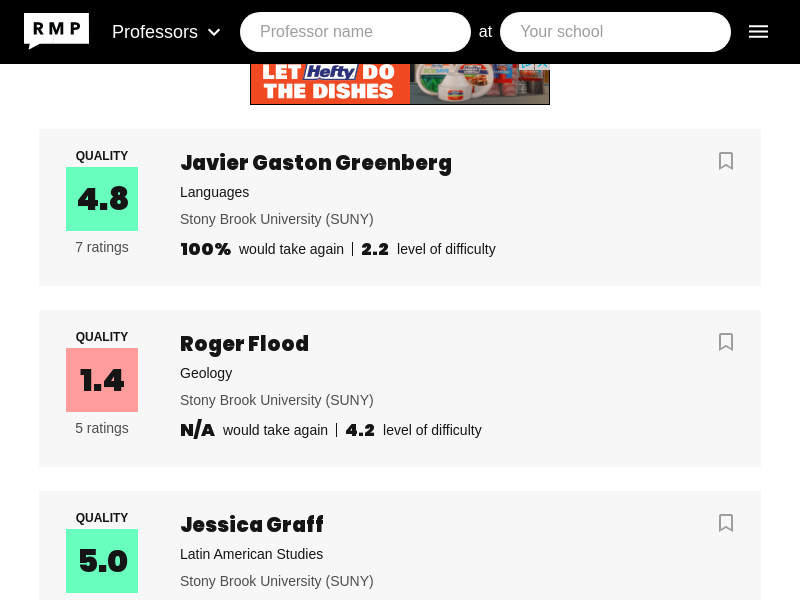 RMP Professors Professor name at Your school
LET Hefty DO
THE DISHES
QUALITY
4.8
7 ratings
Javier Gaston Greenberg
Languages
Stony Brook University (SUNY)
100% would take again | 2.2 level of difficulty
QUALITY
1.4
5 ratings
Roger Flood
Geology
Stony Brook University (SUNY)
N/A would take again | 4.2 level of difficulty
QUALITY
5.0
Jessica Graff
Latin American Studies
Stony Brook University (SUNY)